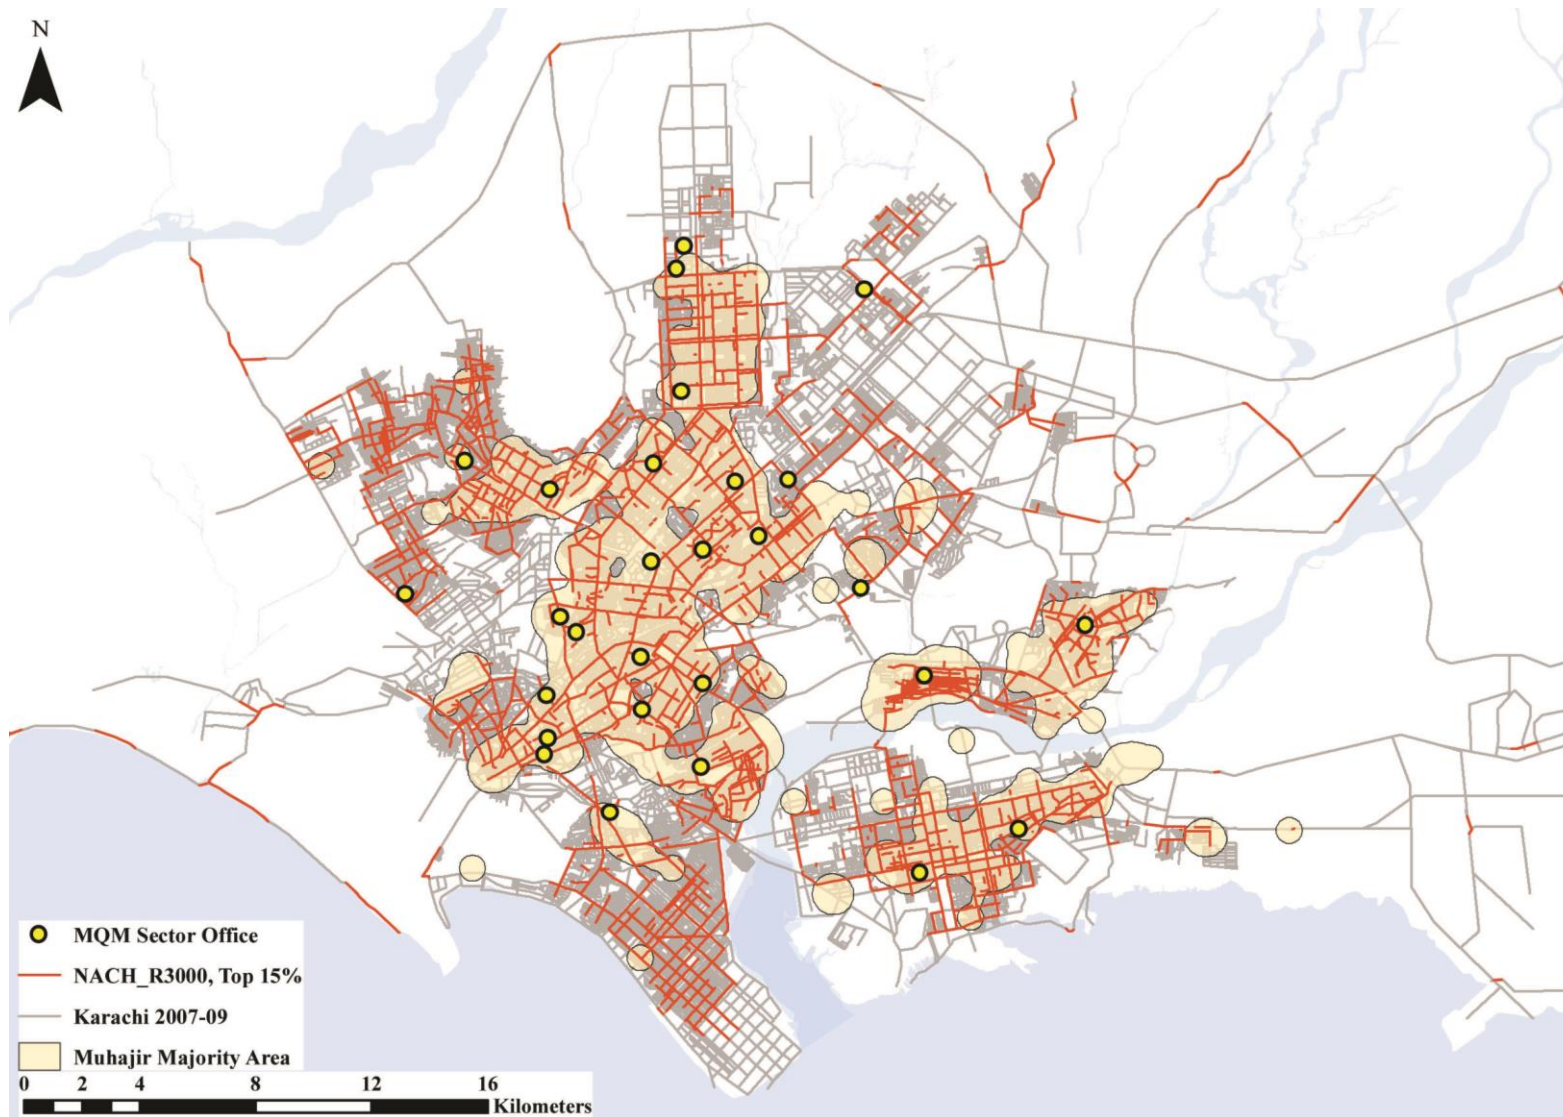 N
MQM Sector Office
NACH_R3000, Top 15%
Karachi 2007-09
Muhajir Majority Area
0 2 4 8 12 16
Kilometers